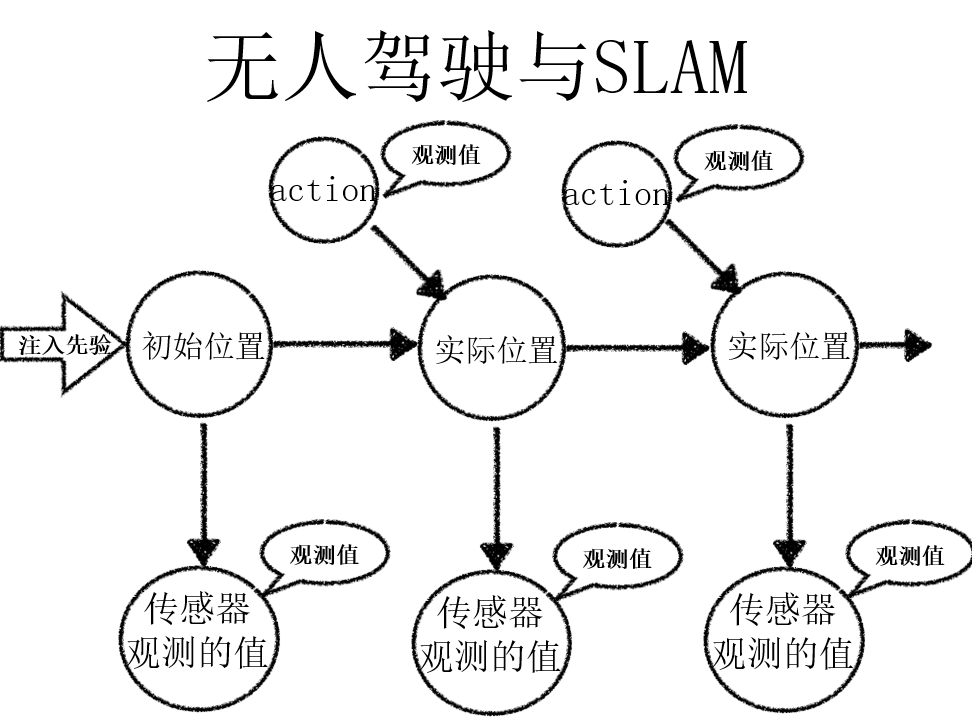 无人驾驶与SLAM
观测值
观测值
action
action
注入先验
初始位置
实际位置
实际位置
观测值
观测值
观测值
传感器
观测的值
传感器
观测的值
传感器
观测的值